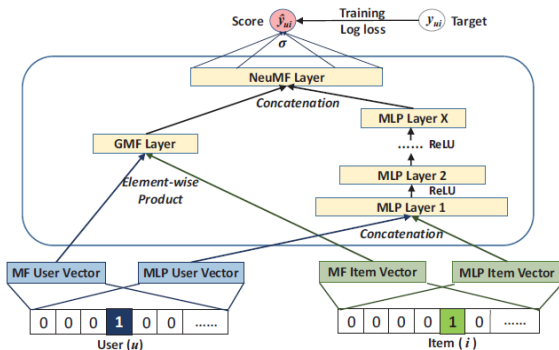 Score ŷui Training yui Target
Log loss
σ
NeuMF Layer
Concatenation
MLP Layer X
GMF Layer
...... ReLU
Element-wise
Product
MLP Layer 2
ReLU
MLP Layer 1
Concatenation
MF User Vector MLP User Vector MF Item Vector MLP Item Vector
0 0 0 1 0 0 ...... 0 0 0 0 1 0 ......
User (u) Item (i)